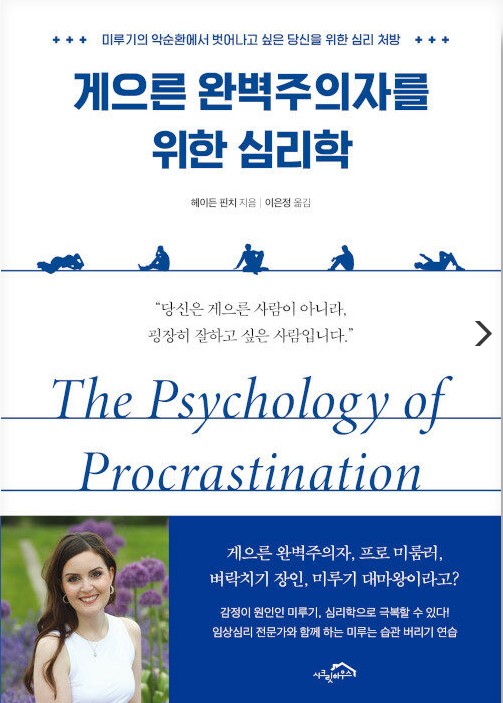 + + + 미루기의 악순환에서 벗어나고 싶은 당신을 위한 심리 처방 + + +
게으른 완벽주의자를
위한 심리학
헤이든 핀치 지음 | 이은정 옮김
“당신은 게으른 사람이 아니라,
굉장히 잘하고 싶은 사람입니다.”
The Psychology of
Procrastination
게으른 완벽주의자, 프로 미룸러,
벼락치기 장인, 미루기 대마왕이라고?
감정이 원인인 미루기, 심리학으로 극복할 수 있다!
임상심리 전문가와 함께 하는 미루는 습관 버리기 연습
시크릿하우스